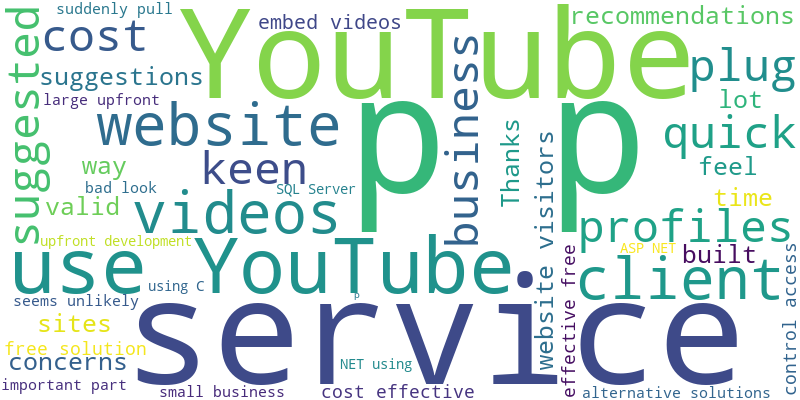 suddenly pull
embed videos
YouTube
recommendations
suggested
cost
suggestions
plug
large upfront
lot
website
p p
business
quick
keen
way
Thanks
feel
bad look
SQL Server
website visitors
time
valid
videos
profiles
upfront development
ASP NET
built
use YouTube
using C
client
seems unlikely
P
service
effective free
control access
sites
free solution
concerns
NET using
important part
small business
cost effective
alternative solutions